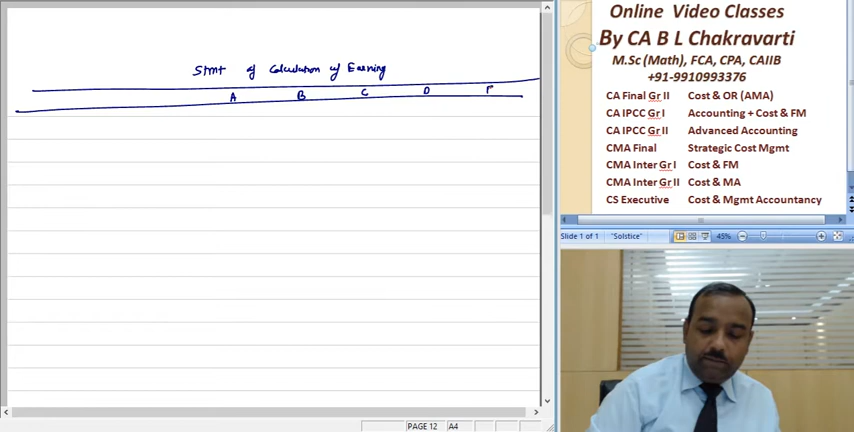 Stmt of Calculation of Earning
A B C D
Online Video Classes
By CA B L Chakravarti
M.Sc(Math), FCA, CPA, CAIIB
+91-9910993376
CA Final Gr II Cost & OR (AMA)
CA IPCC Gr I Accounting + Cost & FM
CA IPCC Gr II Advanced Accounting
CMA Final Strategic Cost Mgmt
CMA Inter Gr I Cost & FM
CMA Inter Gr II Cost & MA
CS Executive Cost & Mgmt Accountancy
Slide 1 of 1 "Solstice" 45%
PAGE 12 A4